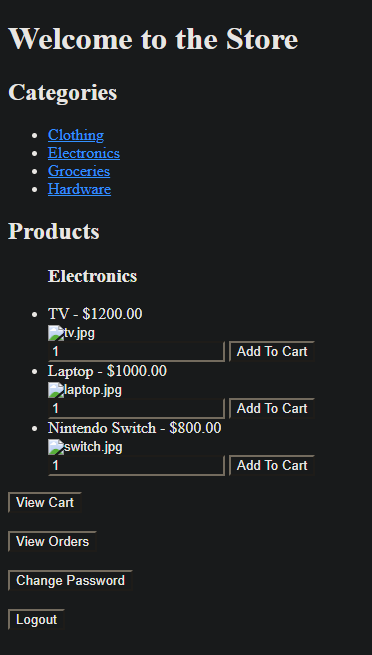 Welcome to the Store
Categories
Clothing
Electronics
Groceries
Hardware
Products
Electronics
TV - $1200.00
tv.jpg
1 Add To Cart
Laptop - $1000.00
laptop.jpg
1 Add To Cart
Nintendo Switch - $800.00
switch.jpg
1 Add To Cart
View Cart
View Orders
Change Password
Logout